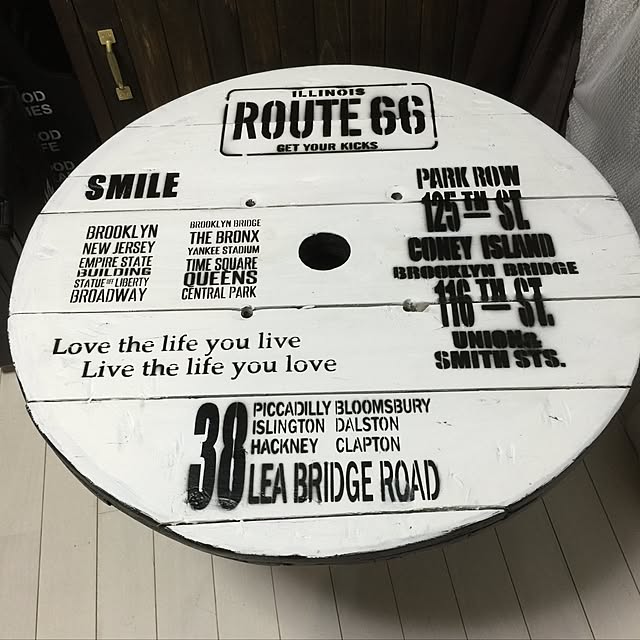 ILLINOIS
ROUTE 66
GET YOUR KICKS
SMILE
BROOKLYN
NEW JERSEY
EMPIRE STATE
BUILDING
STATUE OF LIBERTY
BROADWAY
BROOKLYN BRIDGE
THE BRONX
YANKEE STADIUM
TIME SQUARE
QUEENS
CENTRAL PARK
PARK ROW
125TH ST.
CONEY ISLAND
BROOKLYN BRIDGE
116TH ST.
UNION&
SMITH STS.
Love the life you live
Live the life you love
38
PICCADILLY BLOOMSBURY
ISLINGTON DALSTON
HACKNEY CLAPTON
LEA BRIDGE ROAD